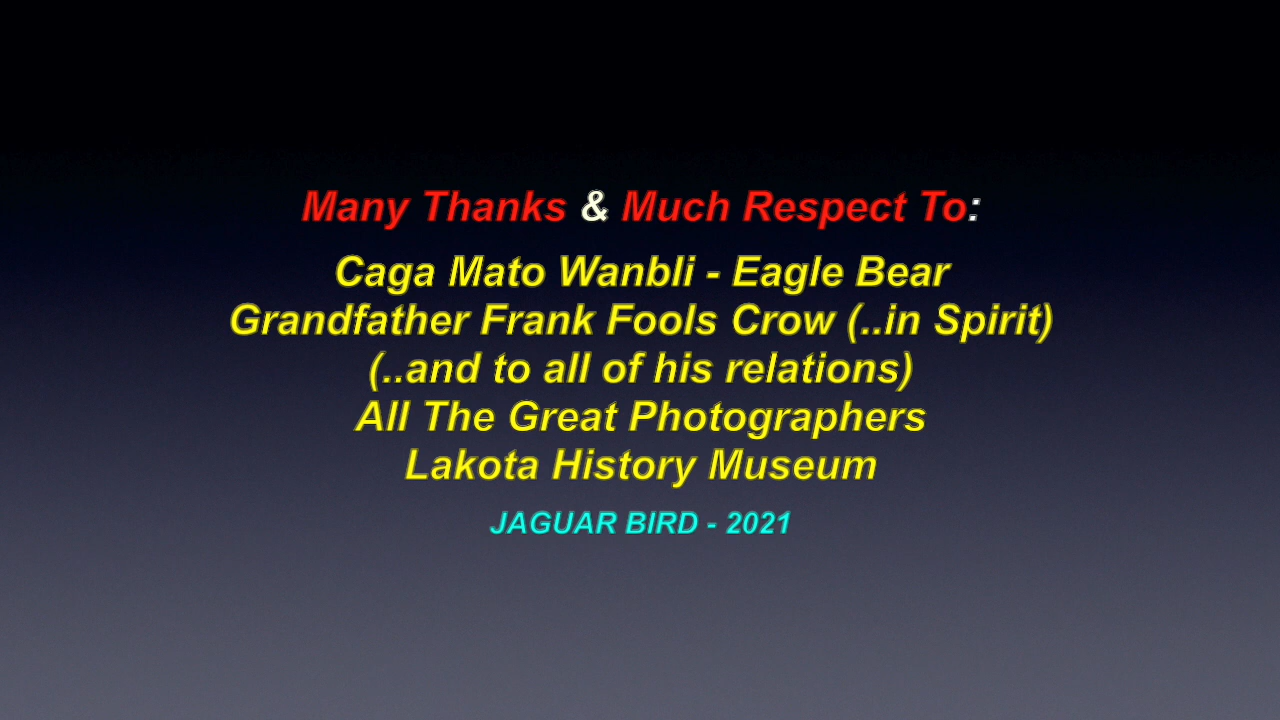 Many Thanks & Much Respect To:
Caga Mato Wanbli - Eagle Bear
Grandfather Frank Fools Crow (..in Spirit)
(..and to all of his relations)
All The Great Photographers
Lakota History Museum
JAGUAR BIRD - 2021